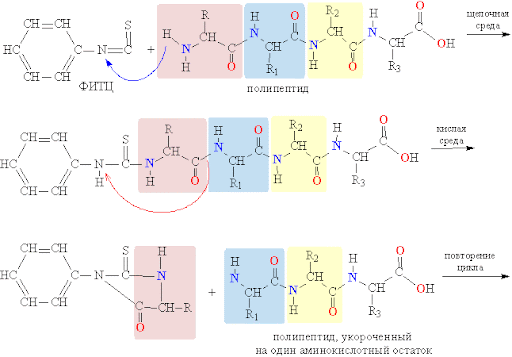 щелочная
среда
ФИТЦ
полипептид
кислая
среда
повторение
цикла
полипептид, укороченный
на один аминокислотный остаток